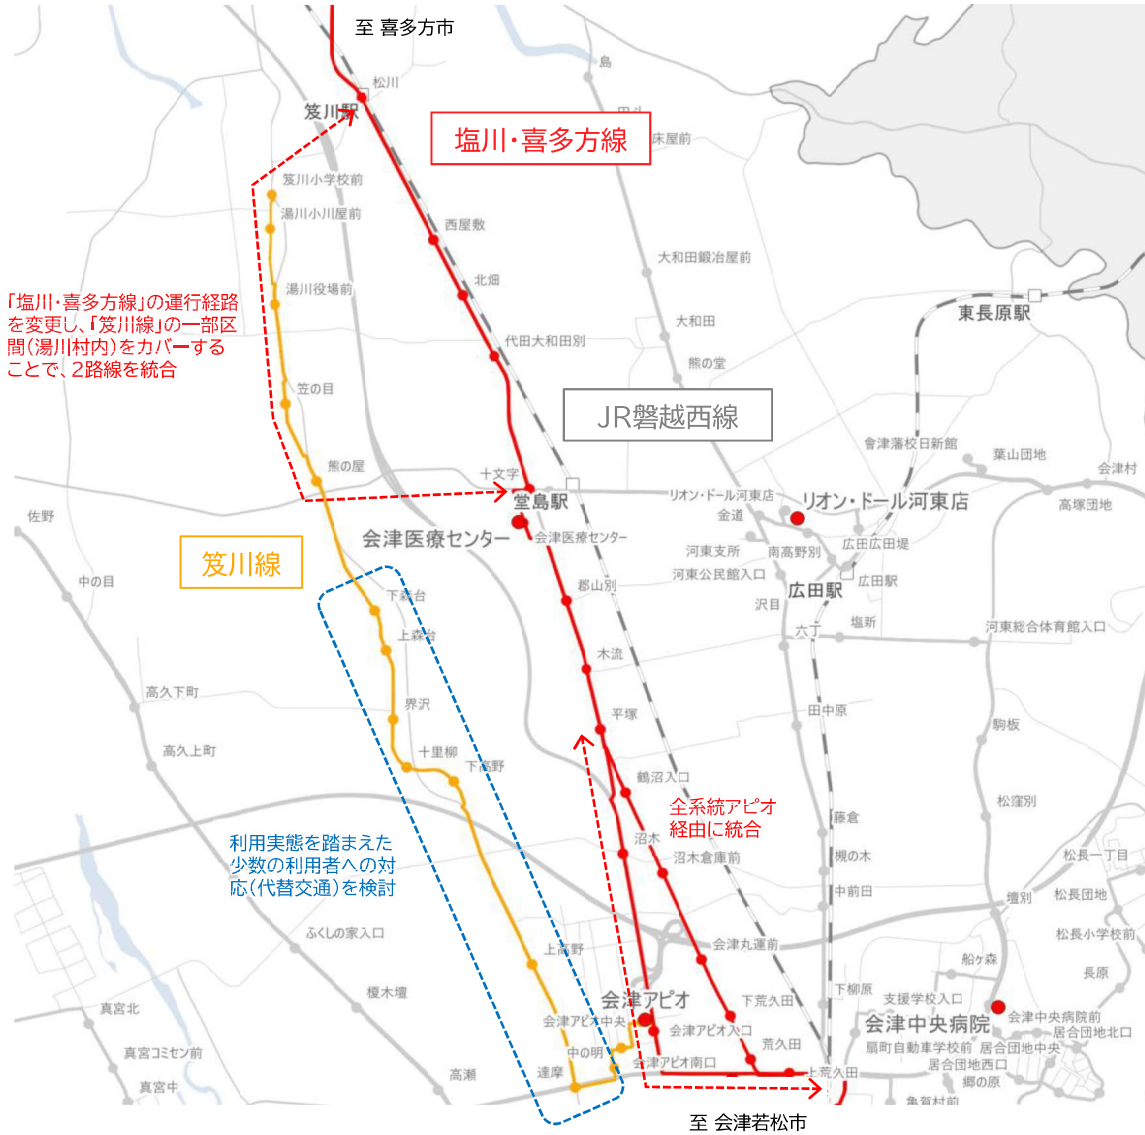 至 喜多方市
島
松川
笈川駅
塩川・喜多方線
床屋前
笈川小学校前
湯川小川屋前
西屋敷
大和田鍛冶屋前
北畑
湯川役場前
「塩川・喜多方線」の運行経路
を変更し、「笈川線」の一部区
間(湯川村内)をカバーする
ことで、2路線を統合
東長原駅
大和田
代田大和田別
熊の堂
笠の目
JR磐越西線
會津藩校日新館
葉山団地
会津村
熊の屋
十文字
堂島駅
リオン・ドール河東店
リオン・ドール河東店
高塚団地
金道
佐野
会津医療センター
会津医療センター
河東支所
南高野別
広田広田堤
笈川線
河東公民館入口
広田駅
広田駅
中の目
郡山別
下森台
沢目
上森台
六丁
塩新
河東総合体育館入口
木流
高久下町
界沢
平塚
田中原
駒板
高久上町
十里柳
下高野
鶴沼入口
全系統アピオ
経由に統合
松窪別
藤倉
利用実態を踏まえた
少数の利用者への対
応(代替交通)を検討
沼木
沼木倉庫前
槻の木
松長一丁目
中前田
壇別
松長団地
ふくしの家入口
上高野
会津丸運前
松長小学校前
船ヶ森
長原
榎木壇
会津アピオ
下荒久田
下柳原
支援学校入口
真宮北
会津アピオ中央
会津アピオ入口
会津中央病院
会津中央病院前
居合団地北口
荒久田
真宮コミセン前
中の明
会津アピオ南口
扇町自動車学校前
居合団地中央
居合団地西口
達摩
上荒久田
郷の原
高瀬
真宮中
亀賀村前
至 会津若松市